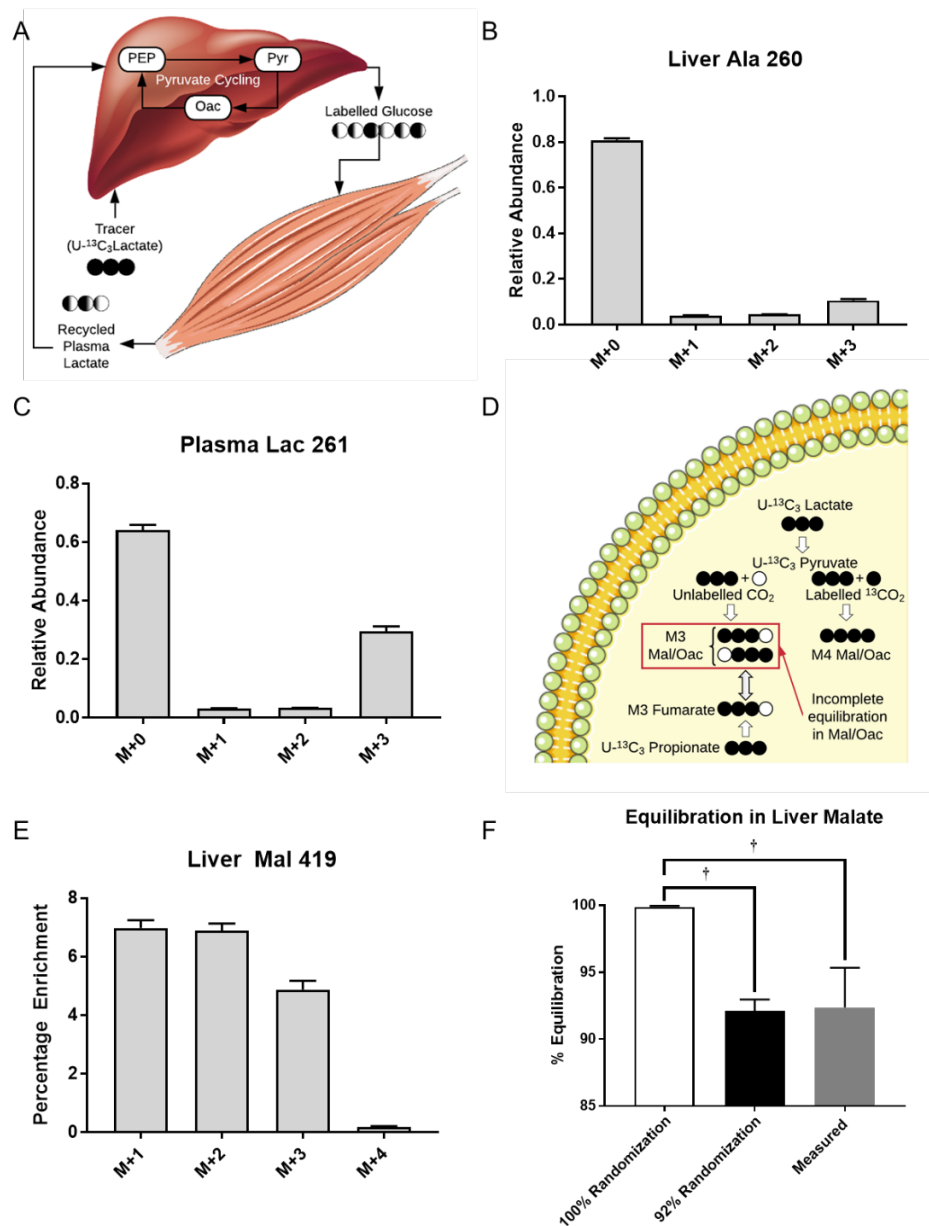 A
PEP
Pyr
Pyruvate Cycling
Oac
Labelled Glucose
Tracer
(U-¹³C₃Lactate)
Recycled
Plasma
Lactate
B
Liver Ala 260
Relative Abundance
1.0
0.8
0.6
0.4
0.2
0.0
M+0
M+1
M+2
M+3
C
Plasma Lac 261
Relative Abundance
0.8
0.6
0.4
0.2
0.0
M+0
M+1
M+2
M+3
D
U-¹³C₃ Lactate
U-¹³C₃ Pyruvate
+
+
Unlabelled CO₂
Labelled ¹³CO₂
M3
Mal/Oac
M4 Mal/Oac
Incomplete
equilibration
in Mal/Oac
M3 Fumarate
U-¹³C₃ Propionate
E
Liver Mal 419
Percentage Enrichment
8
6
4
2
0
M+1
M+2
M+3
M+4
F
Equilibration in Liver Malate
†
†
% Equilibration
100
95
90
85
100% Randomization
92% Randomization
Measured